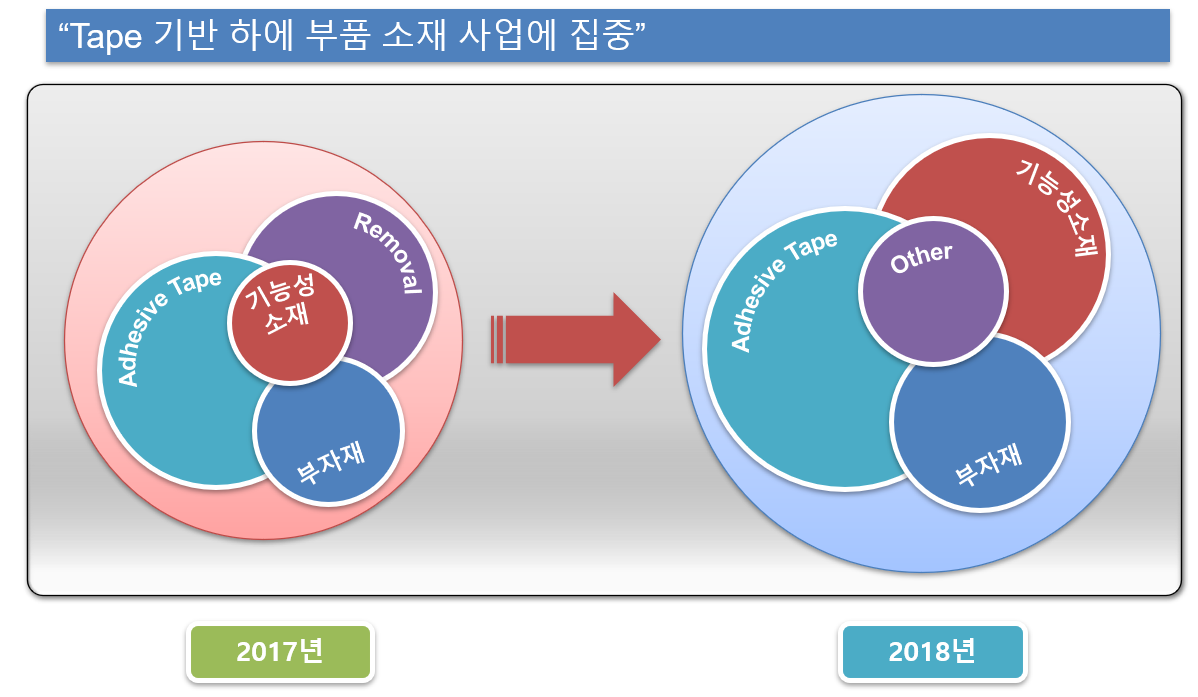 “Tape 기반 하에 부품 소재 사업에 집중”
Adhesive Tape
Removal
기능성
소재
부자재
Adhesive Tape
기능성소재
Other
부자재
2017년
2018년